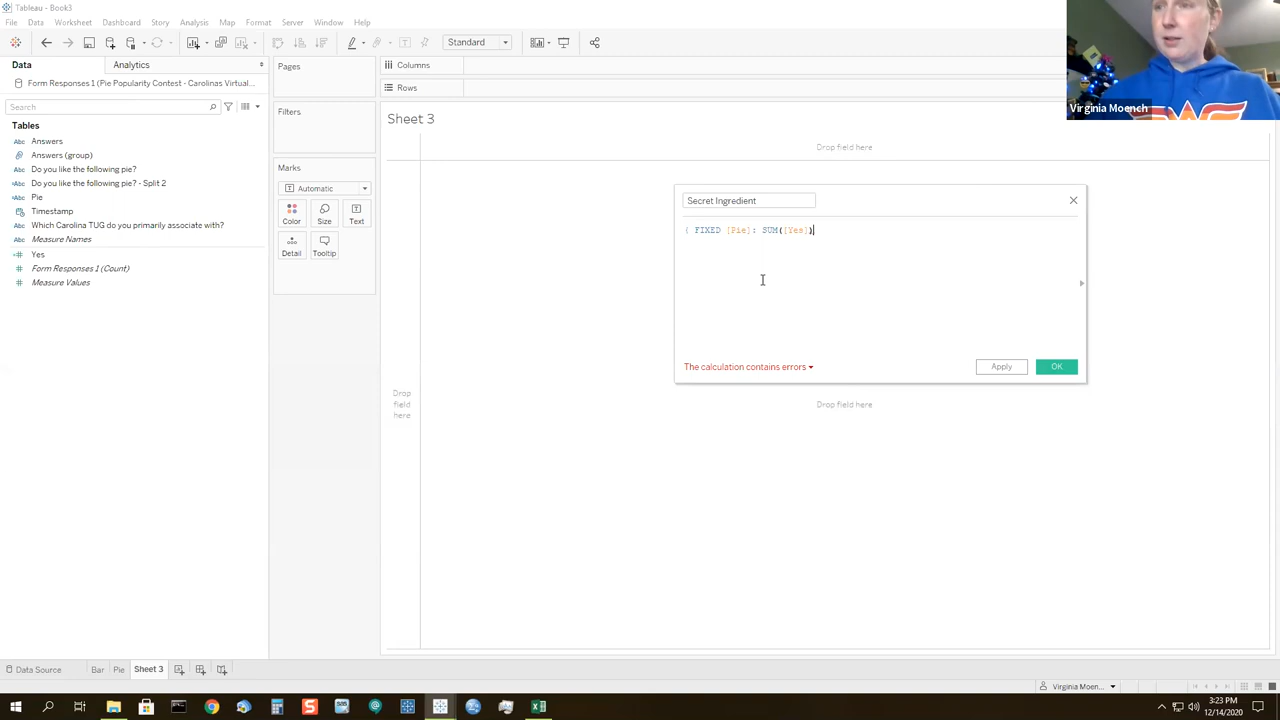 Tableau - Book3
File Data Worksheet Dashboard Story Analysis Map Format Server Window Help
Standard
Data Analytics
Form Responses 1 (Pie Popularity Contest - Carolinas Virtual...
Search
Tables
Answers
Answers (group)
Do you like the following pie?
Do you like the following pie? - Split 2
Pie
Timestamp
Which Carolina TUG do you primarily associate with?
Measure Names
Yes
Form Responses 1 (Count)
Measure Values
Pages
Filters
Marks
Automatic
Color Size Text
Detail Tooltip
Columns
Rows
Sheet 3
Drop field here
Drop
field
here
Drop field here
Secret Ingredient
{ FIXED [Pie]: SUM([Yes])
The calculation contains errors
Apply OK
Virginia Moench
Data Source Bar Pie Sheet 3
Virginia Moen...
3:23 PM
12/14/2020